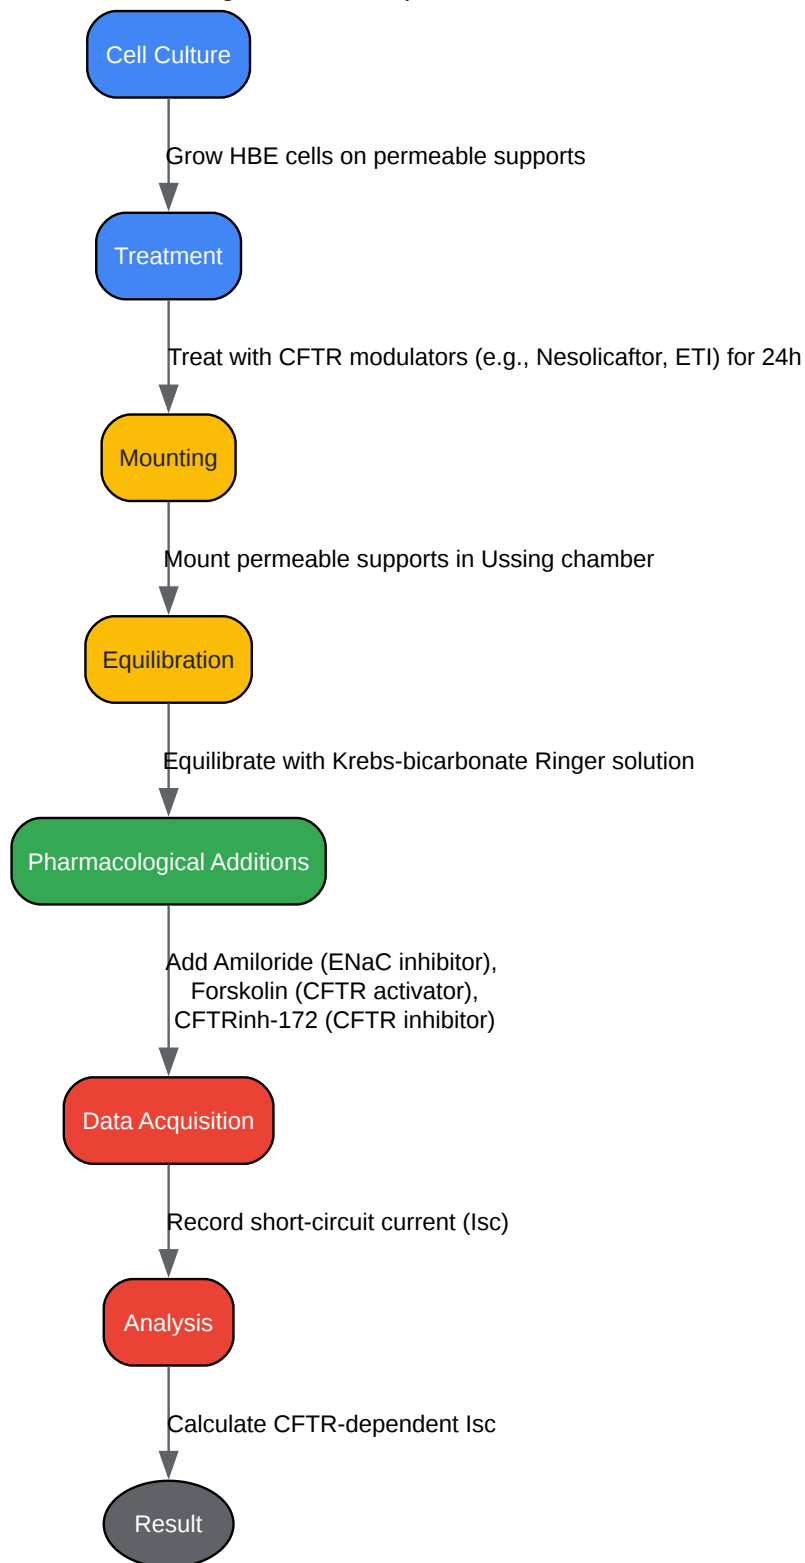 Cell Culture
Grow HBE cells on permeable supports
Treatment
Treat with CFTR modulators (e.g., Nesolicaftor, ETI) for 24h
Mounting
Mount permeable supports in Ussing chamber
Equilibration
Equilibrate with Krebs-bicarbonate Ringer solution
Pharmacological Additions
Add Amiloride (ENaC inhibitor),
Forskolin (CFTR activator),
CFTRinh-172 (CFTR inhibitor)
Data Acquisition
Record short-circuit current (Isc)
Analysis
Calculate CFTR-dependent Isc
Result